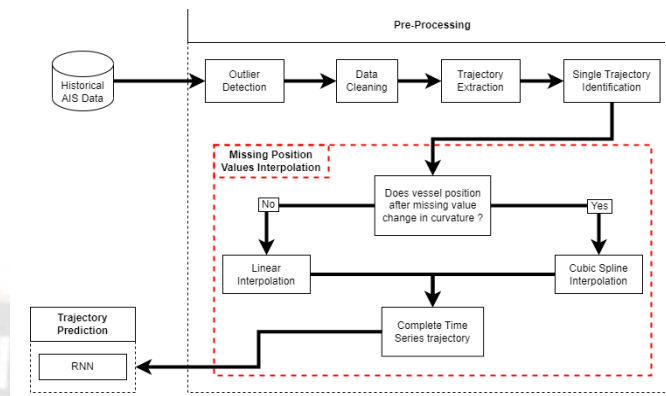 Pre-Processing
Historical
AIS Data
Outlier
Detection
Data
Cleaning
Trajectory
Extraction
Single Trajectory
Identification
Missing Position
Values Interpolation
Does vessel position
after missing value
change in curvature ?
No
Yes
Linear
Interpolation
Cubic Spline
Interpolation
Complete Time
Series trajectory
Trajectory
Prediction
RNN